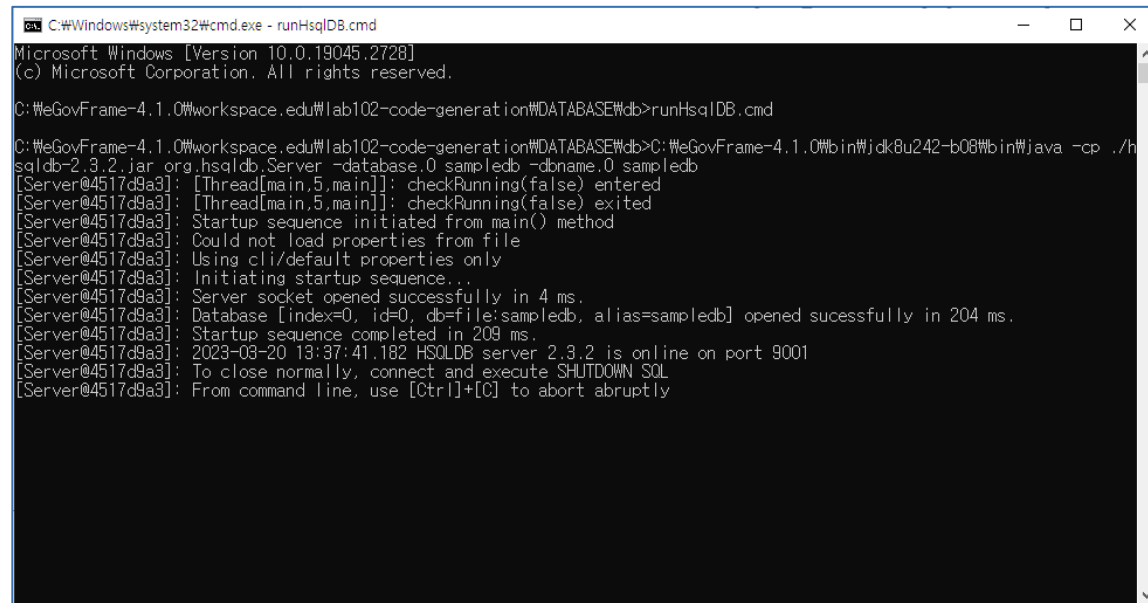 C:₩Windows₩system32₩cmd.exe - runHsqlDB.cmd
Microsoft Windows [Version 10.0.19045.2728]
(c) Microsoft Corporation. All rights reserved.
C:₩eGovFrame-4.1.0₩workspace.edu₩lab102-code-generation₩DATABASE₩db>runHsqlDB.cmd
C:₩eGovFrame-4.1.0₩workspace.edu₩lab102-code-generation₩DATABASE₩db>C:₩eGovFrame-4.1.0₩bin₩jdk8u242-b08₩bin₩java -cp ./h
sqldb-2.3.2.jar org.hsqldb.Server -database.0 sampledb -dbname.0 sampledb
[Server@4517d9a3]: [Thread[main,5,main]]: checkRunning(false) entered
[Server@4517d9a3]: [Thread[main,5,main]]: checkRunning(false) exited
[Server@4517d9a3]: Startup sequence initiated from main() method
[Server@4517d9a3]: Could not load properties from file
[Server@4517d9a3]: Using cli/default properties only
[Server@4517d9a3]: Initiating startup sequence...
[Server@4517d9a3]: Server socket opened successfully in 4 ms.
[Server@4517d9a3]: Database [index=0, id=0, db=file:sampledb, alias=sampledb] opened sucessfully in 204 ms.
[Server@4517d9a3]: Startup sequence completed in 209 ms.
[Server@4517d9a3]: 2023-03-20 13:37:41.182 HSQLDB server 2.3.2 is online on port 9001
[Server@4517d9a3]: To close normally, connect and execute SHUTDOWN SQL
[Server@4517d9a3]: From command line, use [Ctrl]+[C] to abort abruptly